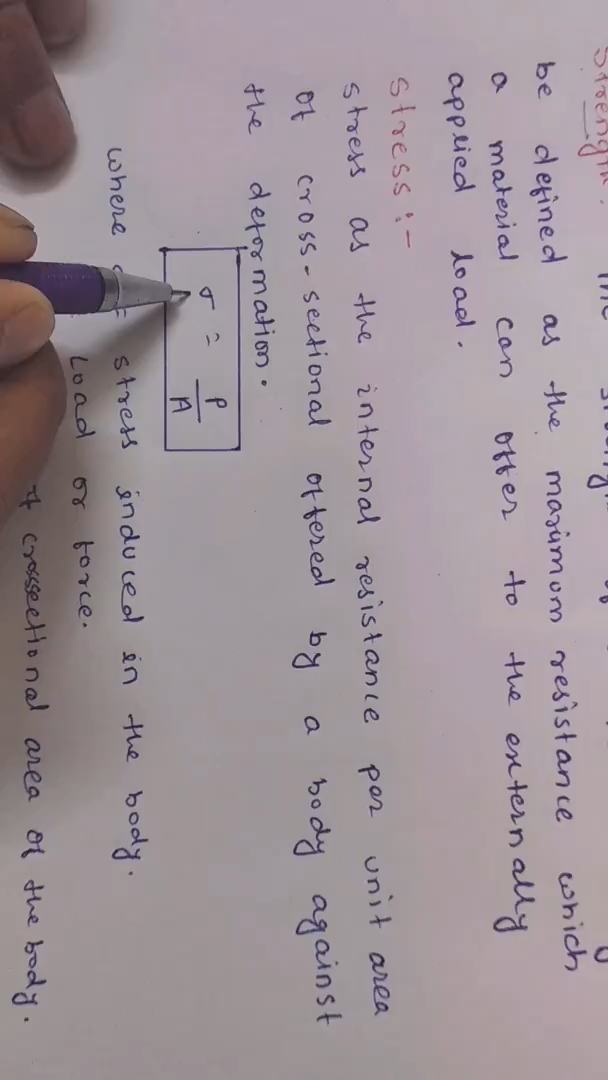 Strength:
be defined as the maximum resistance which
a material can offer to the externally
applied load.
Stress:-
stress as the internal resistance per unit area
of cross-sectional offered by a body against
the deformation.
σ = P/A
where stress induced in the body.
Load or force.
crossectional area of the body.